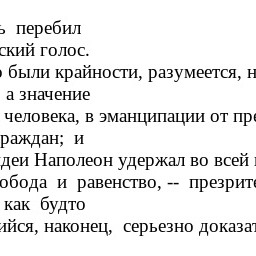 перебил
ский голос.
были крайности, разумеется, н
а значение
человека, в эманципации от пре
раждан; и
деи Наполеон удержал во всей
обода и равенство, -- презрите
как будто
ийся, наконец, серьезно доказат